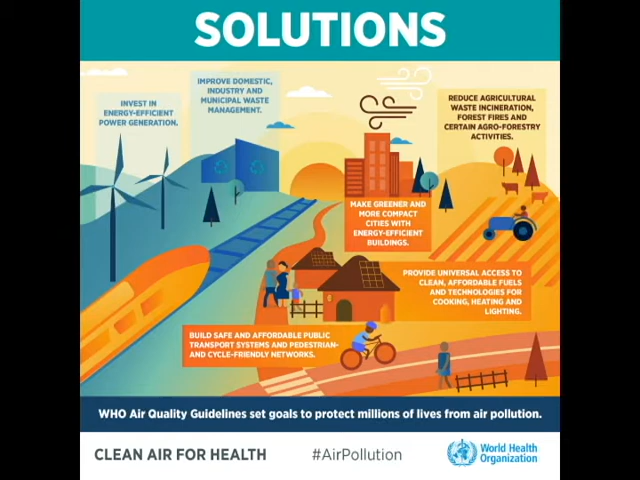 SOLUTIONS
INVEST IN
ENERGY-EFFICIENT
POWER GENERATION.
IMPROVE DOMESTIC,
INDUSTRY AND
MUNICIPAL WASTE
MANAGEMENT.
REDUCE AGRICULTURAL
WASTE INCINERATION,
FOREST FIRES AND
CERTAIN AGRO-FORESTRY
ACTIVITIES.
MAKE GREENER AND
MORE COMPACT
CITIES WITH
ENERGY-EFFICIENT
BUILDINGS.
PROVIDE UNIVERSAL ACCESS TO
CLEAN, AFFORDABLE FUELS
AND TECHNOLOGIES FOR
COOKING, HEATING AND
LIGHTING.
BUILD SAFE AND AFFORDABLE PUBLIC
TRANSPORT SYSTEMS AND PEDESTRIAN-
AND CYCLE-FRIENDLY NETWORKS.
WHO Air Quality Guidelines set goals to protect millions of lives from air pollution.
CLEAN AIR FOR HEALTH
#AirPollution
World Health
Organization